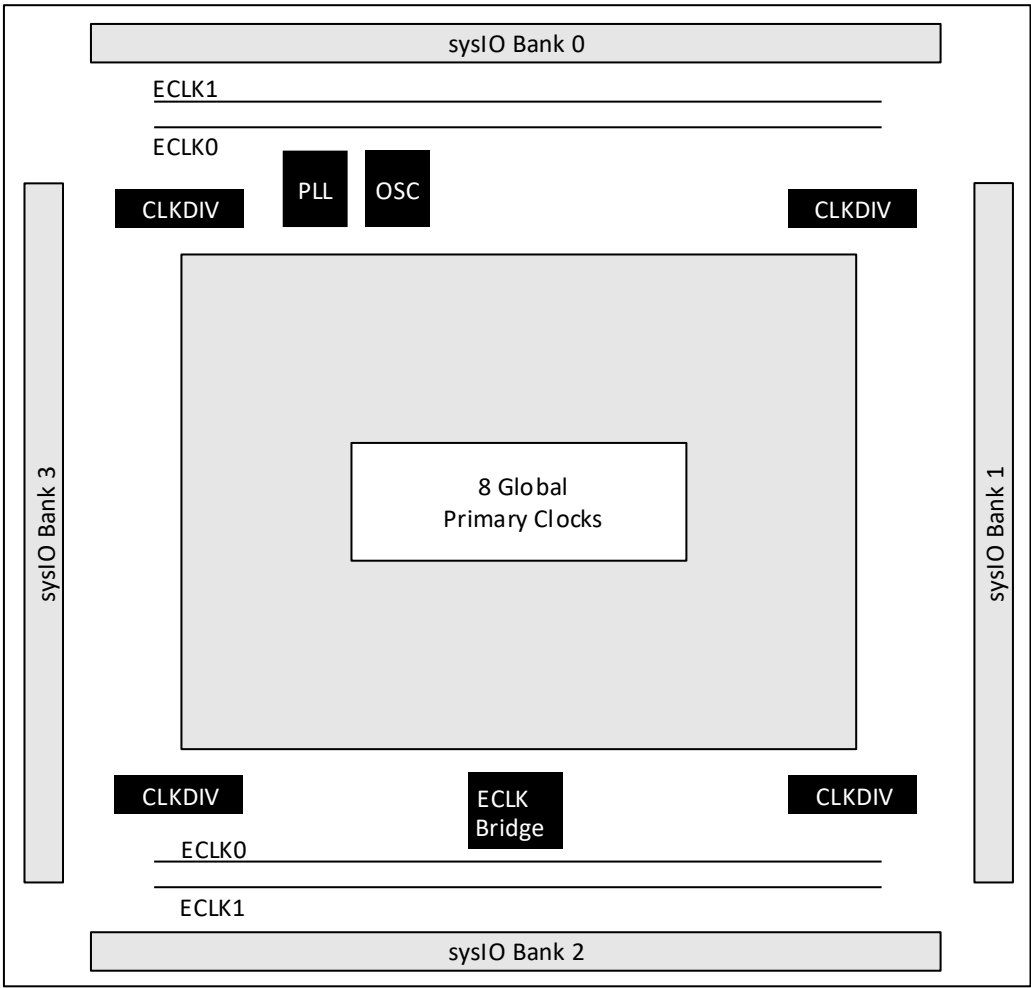 sysIO Bank 0
ECLK1
ECLK0
PLL
OSC
CLKDIV
CLKDIV
8 Global
Primary Clocks
sysIO Bank 3
sysIO Bank 1
CLKDIV
ECLK
Bridge
CLKDIV
ECLK0
ECLK1
sysIO Bank 2